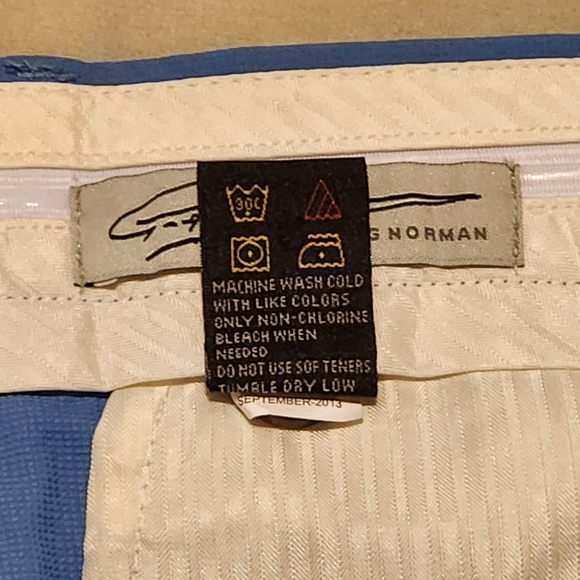 30C
G NORMAN
MACHINE WASH COLD
WITH LIKE COLORS
ONLY NON-CHLORINE
BLEACH WHEN
NEEDED
DO NOT USE SOFTENERS
TUMBLE DRY LOW
SEPTEMBER-2013